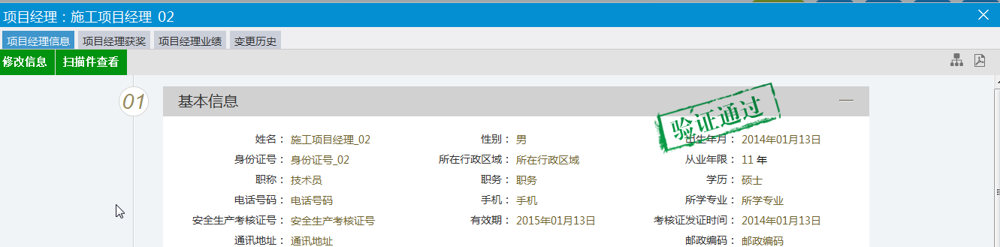 项目经理：施工项目经理 02
项目经理信息 项目经理获奖 项目经理业绩 变更历史
修改信息 扫描件查看
01 基本信息
验证通过
姓名： 施工项目经理_02 性别： 男 出生年月： 2014年01月13日
身份证号： 身份证号_02 所在行政区域： 所在行政区域 从业年限： 11 年
职称： 技术员 职务： 职务 学历： 硕士
电话号码： 电话号码 手机： 手机 所学专业： 所学专业
安全生产考核证号： 安全生产考核证号 有效期： 2015年01月13日 考核证发证时间： 2014年01月13日
通讯地址： 通讯地址 邮政编码： 邮政编码